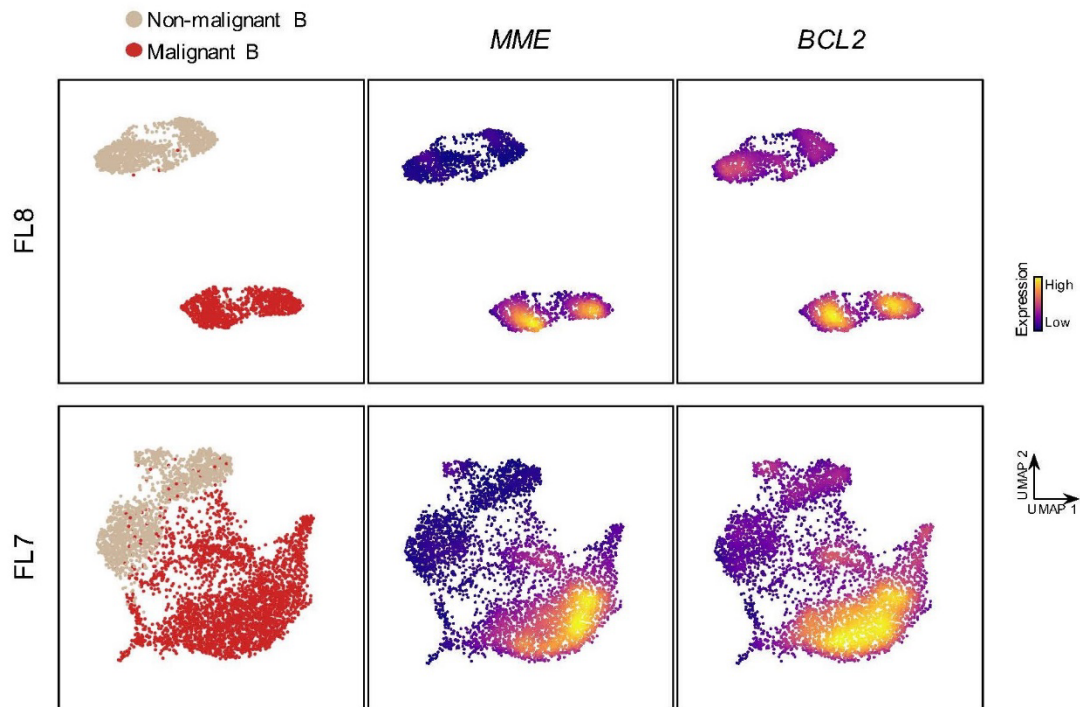 Non-malignant B
Malignant B
MME
BCL2
FL8
Expression
High
Low
FL7
UMAP 2
UMAP 1